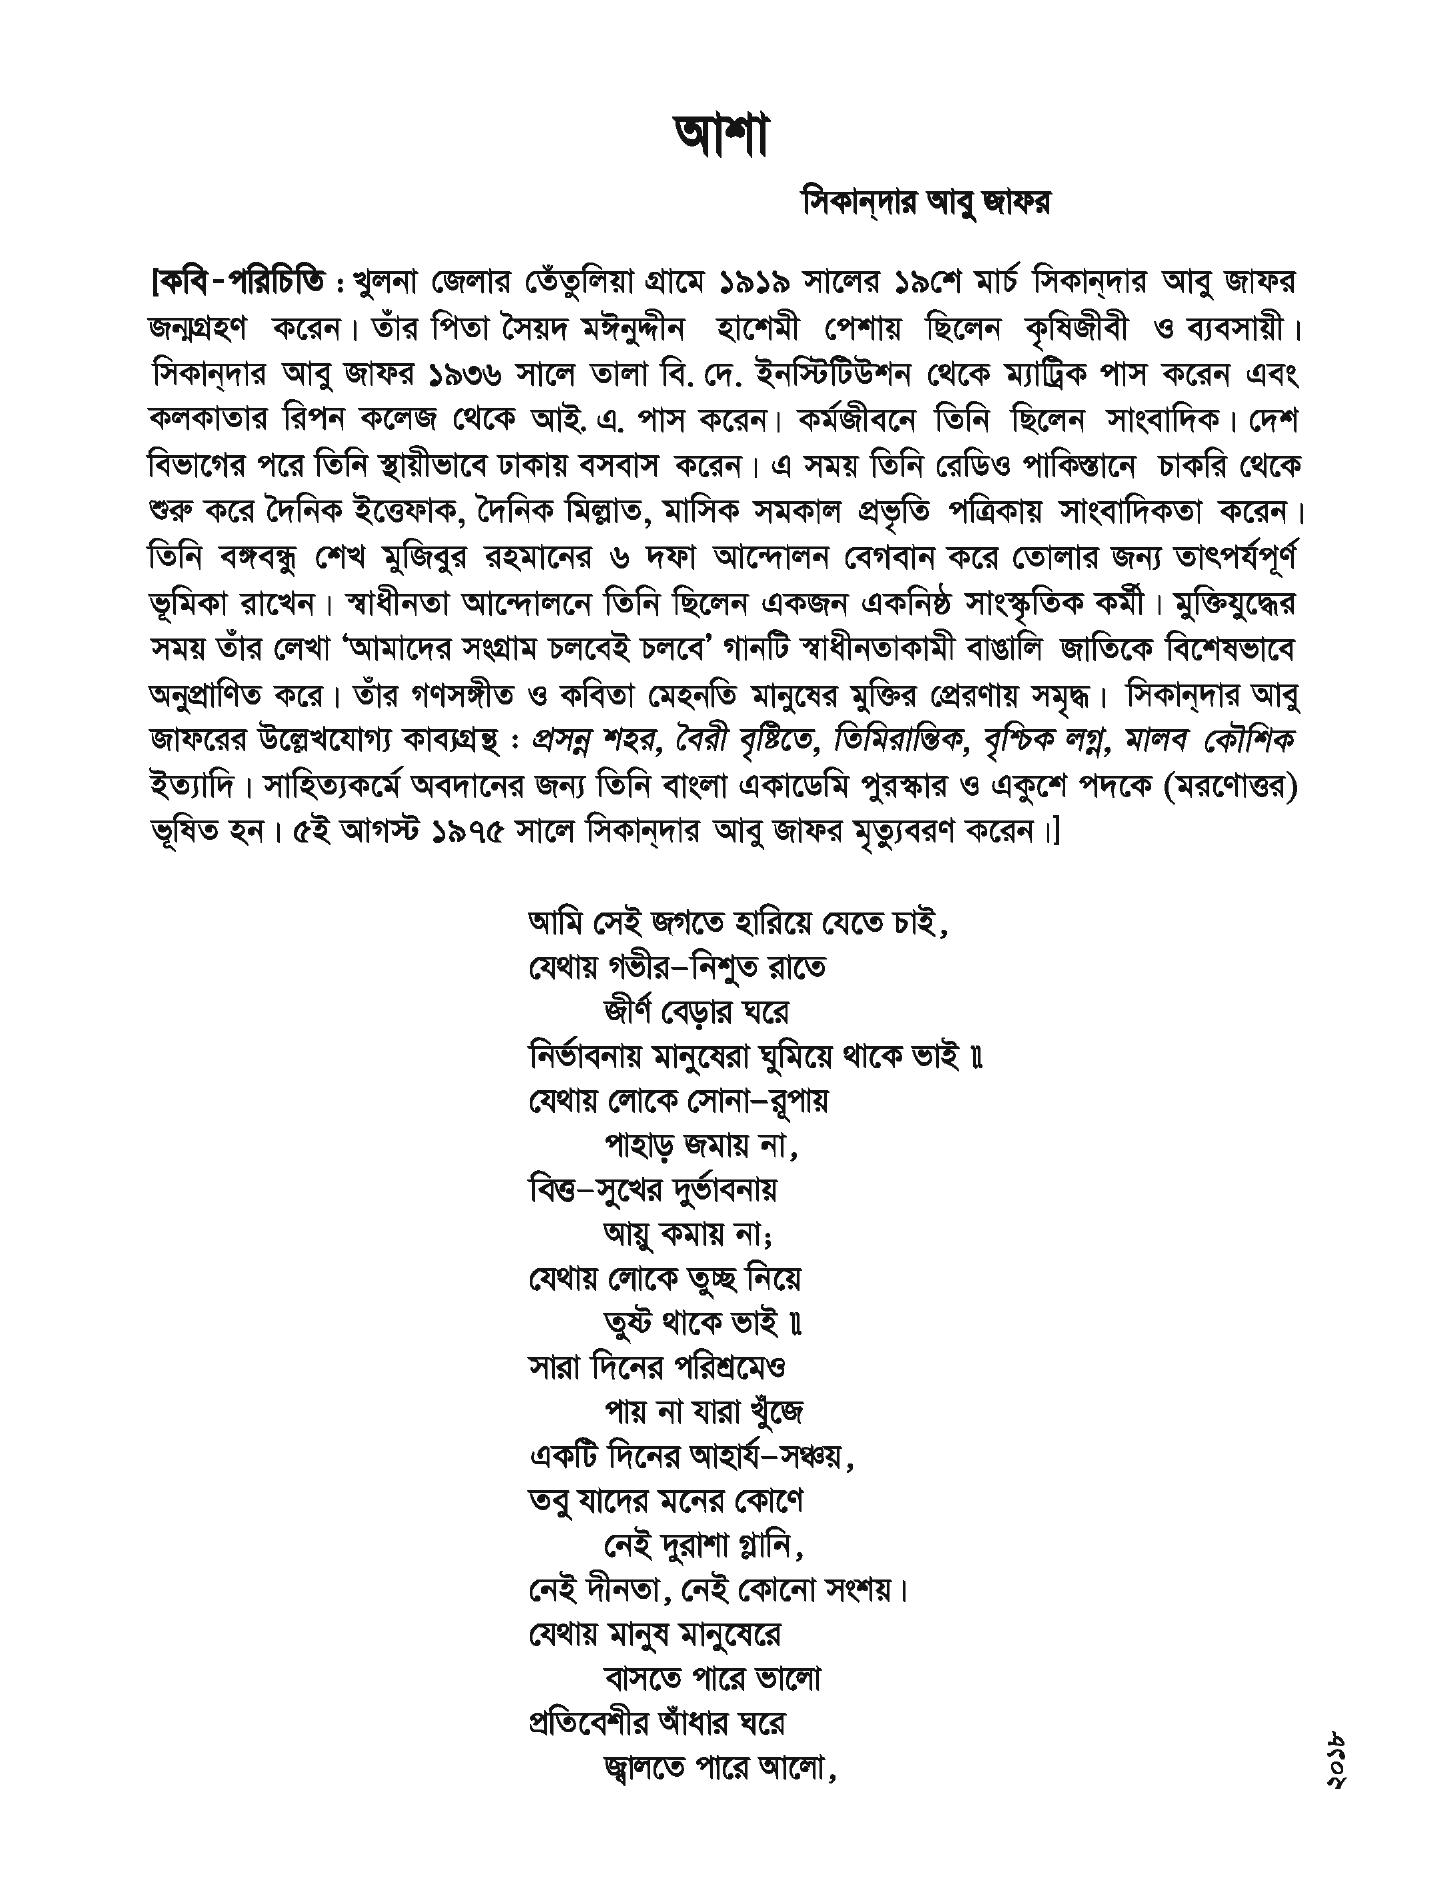 আশা
সিকান্‌দার আবু জাফর
[কবি-পরিচিতি : খুলনা জেলার তেঁতুলিয়া গ্রামে ১৯১৯ সালের ১৯শে মার্চ সিকান্‌দার আবু জাফর
জন্মগ্রহণ করেন। তাঁর পিতা সৈয়দ মঈনুদ্দীন হাশেমী পেশায় ছিলেন কৃষিজীবী ও ব্যবসায়ী।
সিকান্‌দার আবু জাফর ১৯৩৬ সালে তালা বি. দে. ইনস্টিটিউশন থেকে ম্যাট্রিক পাস করেন এবং
কলকাতার রিপন কলেজ থেকে আই. এ. পাস করেন। কর্মজীবনে তিনি ছিলেন সাংবাদিক। দেশ
বিভাগের পরে তিনি স্থায়ীভাবে ঢাকায় বসবাস করেন। এ সময় তিনি রেডিও পাকিস্তানে চাকরি থেকে
শুরু করে দৈনিক ইত্তেফাক, দৈনিক মিল্লাত, মাসিক সমকাল প্রভৃতি পত্রিকায় সাংবাদিকতা করেন।
তিনি বঙ্গবন্ধু শেখ মুজিবুর রহমানের ৬ দফা আন্দোলন বেগবান করে তোলার জন্য তাৎপর্যপূর্ণ
ভূমিকা রাখেন। স্বাধীনতা আন্দোলনে তিনি ছিলেন একজন একনিষ্ঠ সাংস্কৃতিক কর্মী। মুক্তিযুদ্ধের
সময় তাঁর লেখা ‘আমাদের সংগ্রাম চলবেই চলবে’ গানটি স্বাধীনতাকামী বাঙালি জাতিকে বিশেষভাবে
অনুপ্রাণিত করে। তাঁর গণসঙ্গীত ও কবিতা মেহনতি মানুষের মুক্তির প্রেরণায় সমৃদ্ধ। সিকান্‌দার আবু
জাফরের উল্লেখযোগ্য কাব্যগ্রন্থ : প্রসন্ন শহর, বৈরী বৃষ্টিতে, তিমিরান্তিক, বৃশ্চিক লগ্ন, মালব কৌশিক
ইত্যাদি। সাহিত্যকর্মে অবদানের জন্য তিনি বাংলা একাডেমি পুরস্কার ও একুশে পদকে (মরণোত্তর)
ভূষিত হন। ৫ই আগস্ট ১৯৭৫ সালে সিকান্‌দার আবু জাফর মৃত্যুবরণ করেন।]
আমি সেই জগতে হারিয়ে যেতে চাই,
যেথায় গভীর-নিশুত রাতে
জীর্ণ বেড়ার ঘরে
নির্ভাবনায় মানুষেরা ঘুমিয়ে থাকে ভাই॥
যেথায় লোকে সোনা-রূপায়
পাহাড় জমায় না,
বিত্ত-সুখের দুর্ভাবনায়
আয়ু কমায় না;
যেথায় লোকে তুচ্ছ নিয়ে
তুষ্ট থাকে ভাই॥
সারা দিনের পরিশ্রমেও
পায় না যারা খুঁজে
একটি দিনের আহার্য-সঞ্চয়,
তবু যাদের মনের কোণে
নেই দুরাশা গ্লানি,
নেই দীনতা, নেই কোনো সংশয়।
যেথায় মানুষ মানুষেরে
বাসতে পারে ভালো
প্রতিবেশীর আঁধার ঘরে
জ্বালতে পারে আলো,
২০১৮